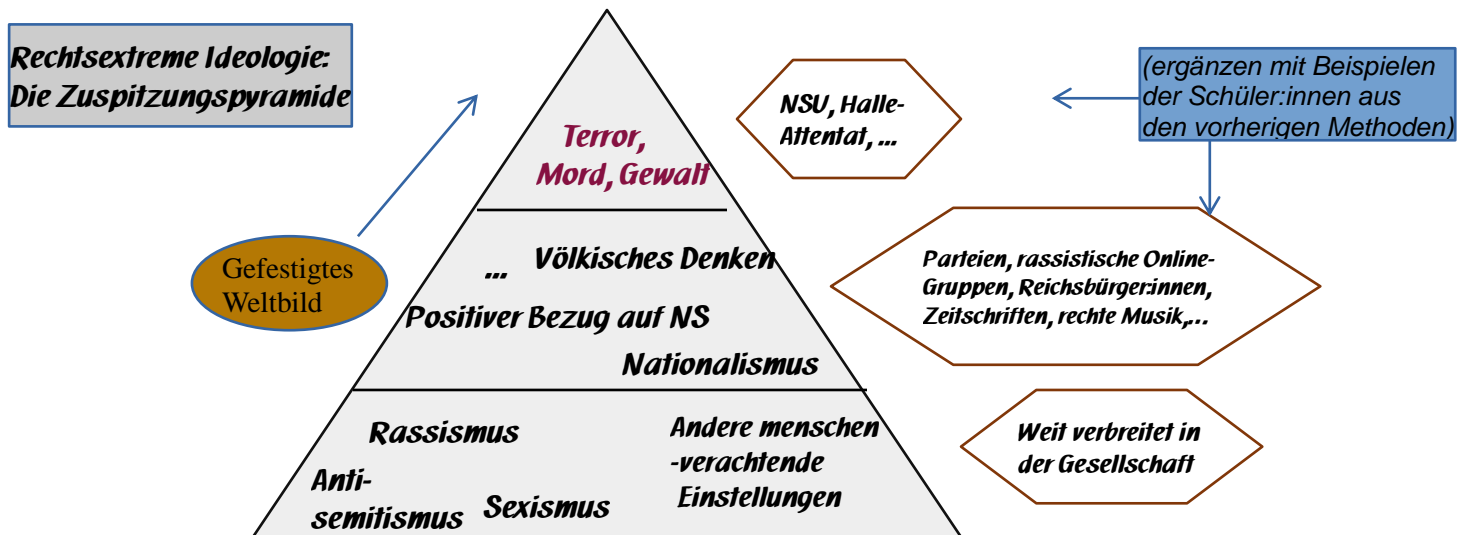 Rechtsextreme Ideologie:
Die Zuspitzungspyramide
NSU, Halle-
Attentat, ...
(ergänzen mit Beispielen
der Schüler:innen aus
den vorherigen Methoden)
Terror,
Mord, Gewalt
Gefestigtes
Weltbild
... Völkisches Denken
Positiver Bezug auf NS
Nationalismus
Parteien, rassistische Online-
Gruppen, Reichsbürger:innen,
Zeitschriften, rechte Musik,...
Rassismus
Anti-
semitismus
Sexismus
Andere menschen
-verachtende
Einstellungen
Weit verbreitet in
der Gesellschaft